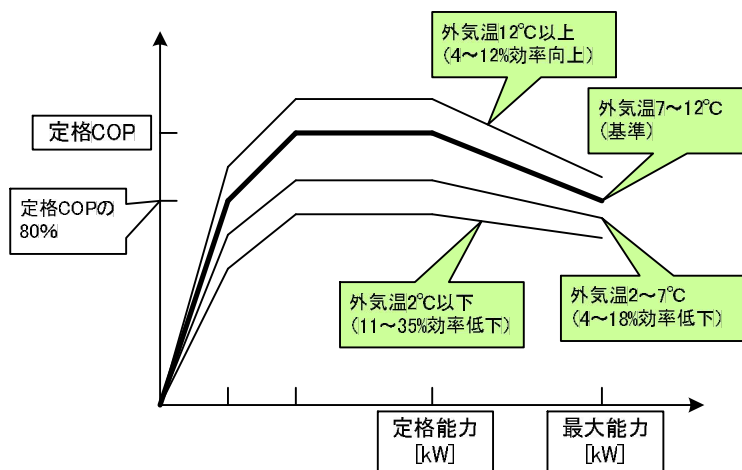 外気温12℃以上
(4～12%効率向上)
定格COP
外気温7～12℃
(基準)
定格COPの
80%
外気温2℃以下
(11～35%効率低下)
外気温2～7℃
(4～18%効率低下)
定格能力
[kW]
最大能力
[kW]